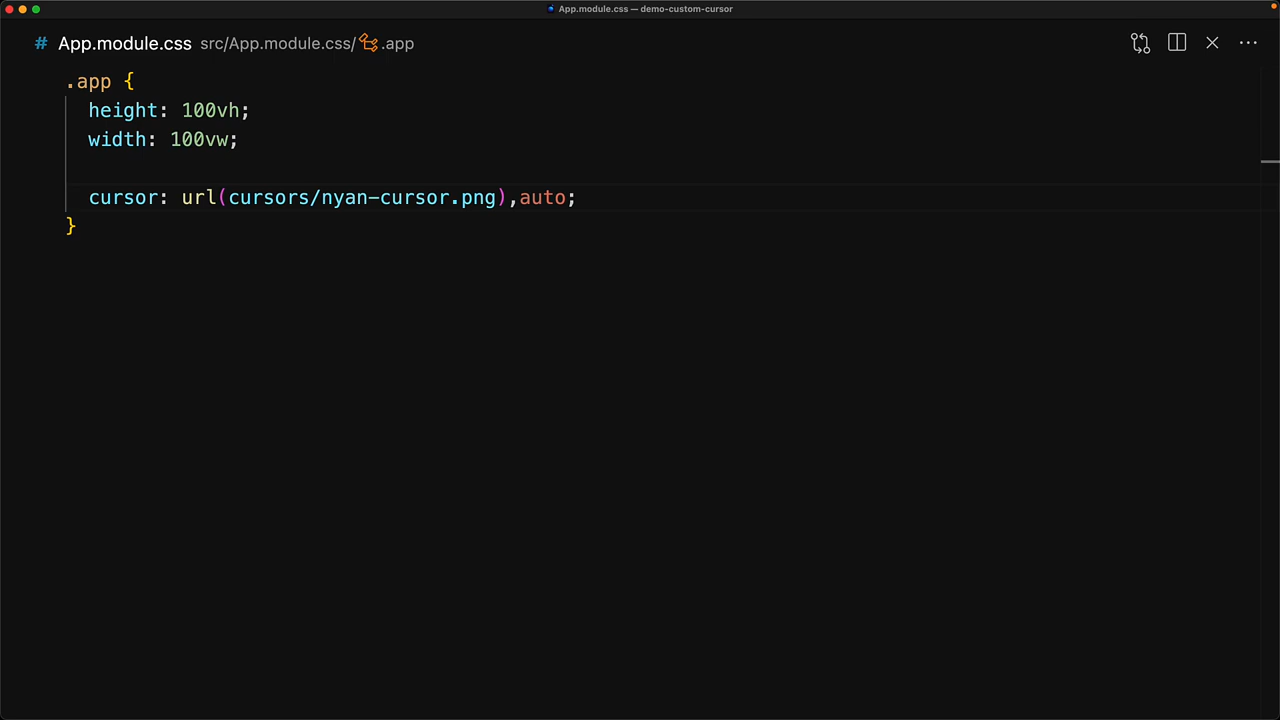 App.module.css — demo-custom-cursor
# App.module.css src/App.module.css/ .app
.app {
height: 100vh;
width: 100vw;
cursor: url(cursors/nyan-cursor.png),auto;
}